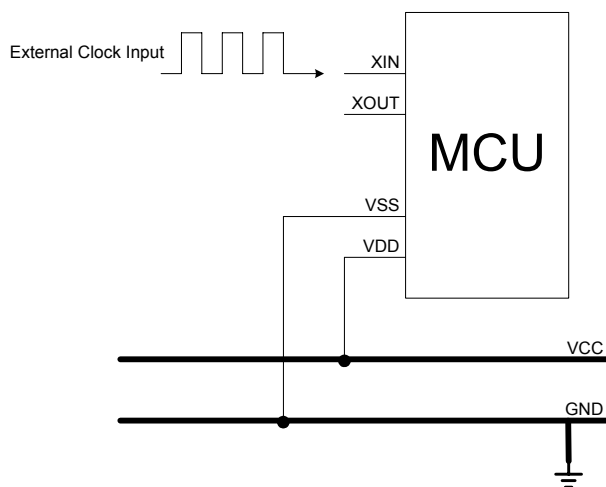 External Clock Input
XIN
XOUT
MCU
VSS
VDD
VCC
GND